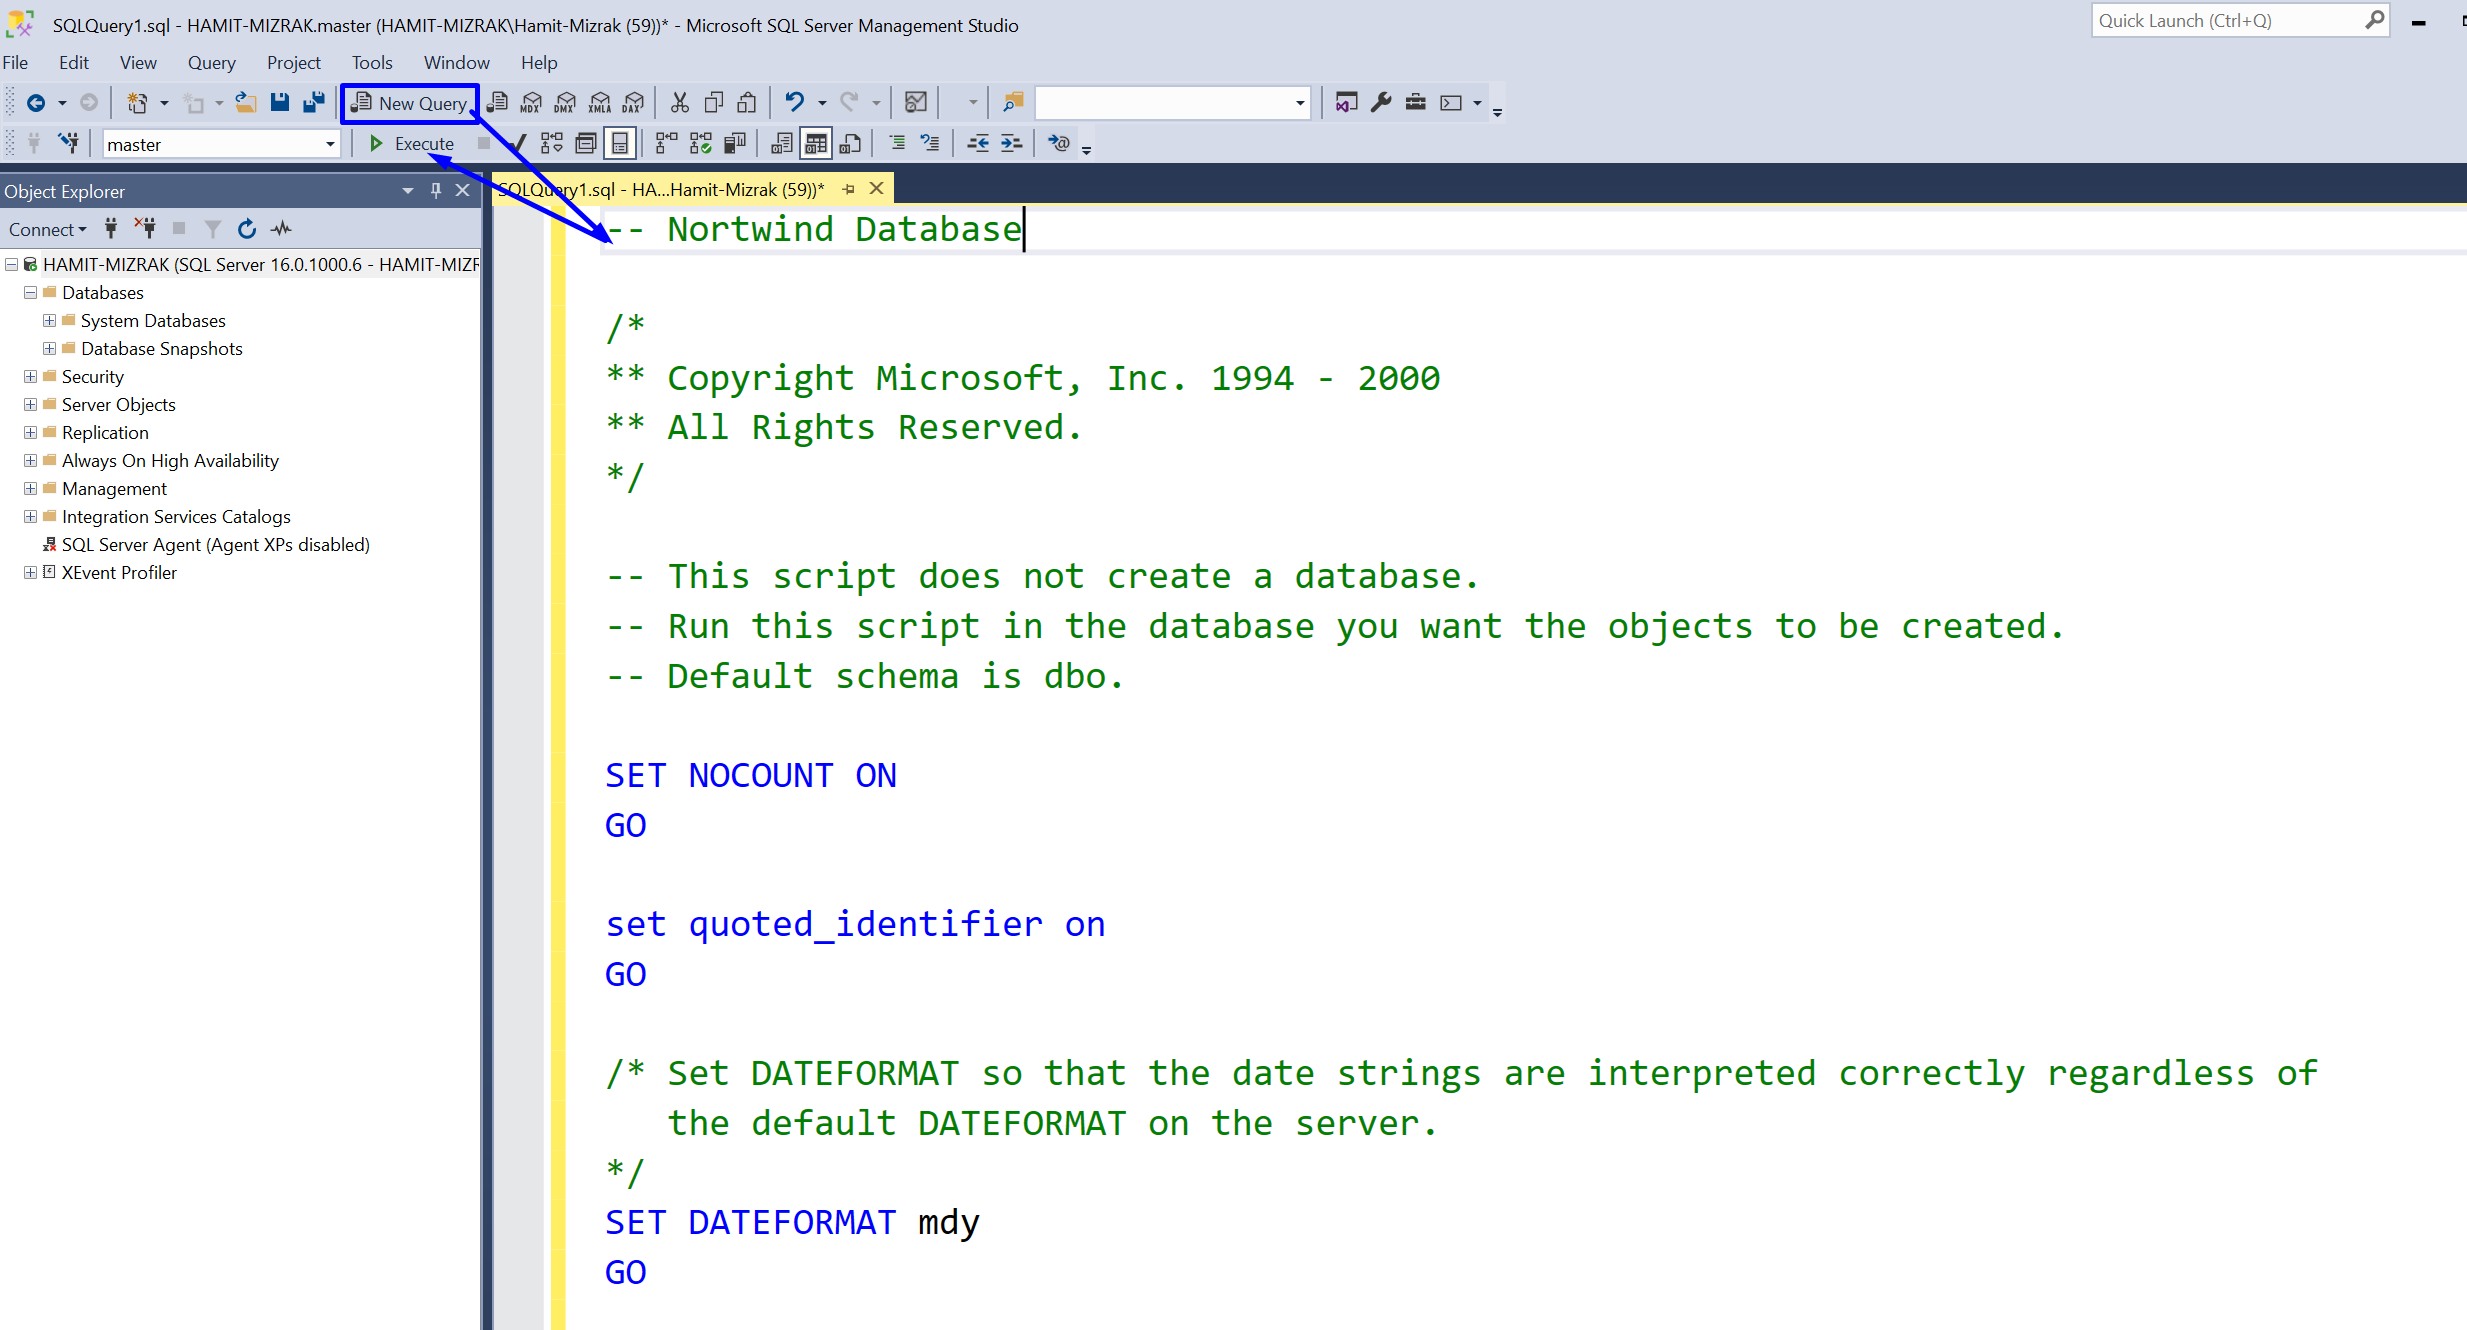 SQLQuery1.sql - HAMIT-MIZRAK.master (HAMIT-MIZRAK\Hamit-Mizrak (59))* - Microsoft SQL Server Management Studio
Quick Launch (Ctrl+Q)
File Edit View Query Project Tools Window Help
New Query MDX DMX XMLA DAX
master Execute
Object Explorer
SQLQuery1.sql - HA...Hamit-Mizrak (59))*
Connect
HAMIT-MIZRAK (SQL Server 16.0.1000.6 - HAMIT-MIZR
Databases
System Databases
Database Snapshots
Security
Server Objects
Replication
Always On High Availability
Management
Integration Services Catalogs
SQL Server Agent (Agent XPs disabled)
XEvent Profiler
-- Nortwind Database
/*
** Copyright Microsoft, Inc. 1994 - 2000
** All Rights Reserved.
*/
-- This script does not create a database.
-- Run this script in the database you want the objects to be created.
-- Default schema is dbo.
SET NOCOUNT ON
GO
set quoted_identifier on
GO
/* Set DATEFORMAT so that the date strings are interpreted correctly regardless of
the default DATEFORMAT on the server.
*/
SET DATEFORMAT mdy
GO